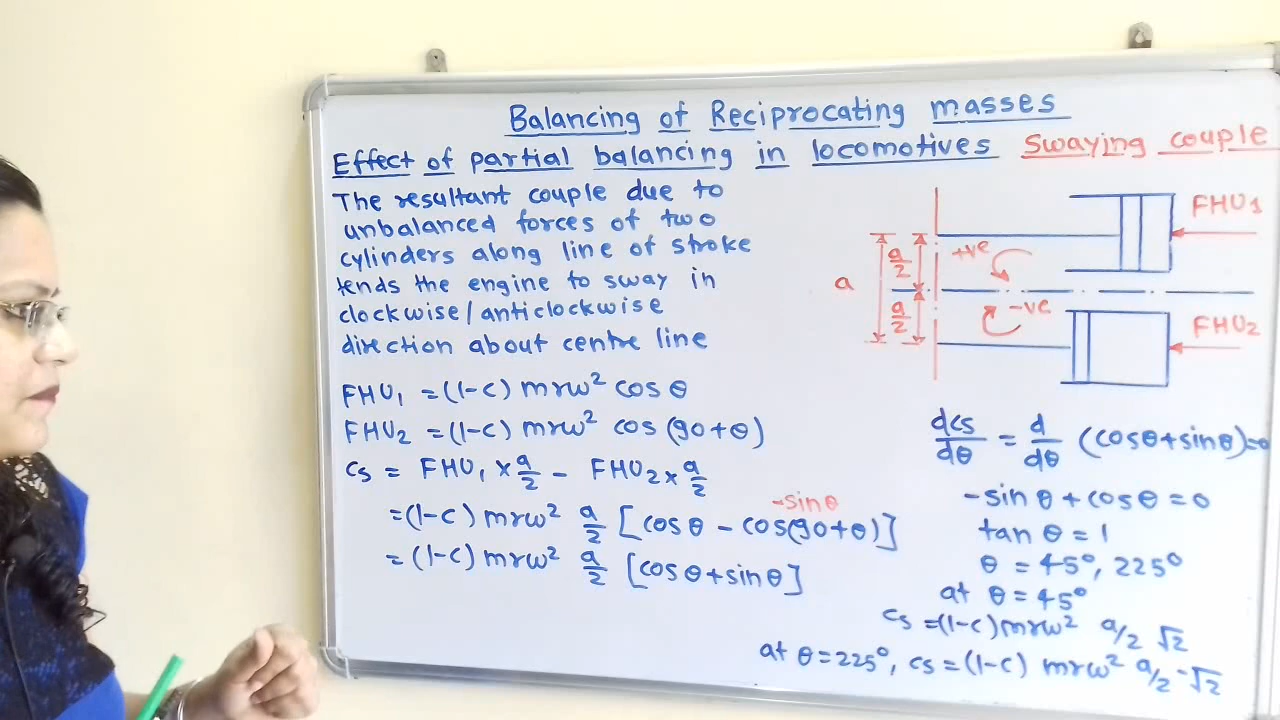 Balancing of Reciprocating masses
Effect of partial balancing in locomotives Swaying couple
The resultant couple due to
unbalanced forces of two
cylinders along line of stroke
tends the engine to sway in
clockwise/anticlockwise
direction about centre line
FHU₁ = (1-c) mrω² cos θ
FHU₂ = (1-c) mrω² cos (90+θ)
Cs = FHU₁ × a/2 - FHU₂ × a/2
-sin θ
= (1-c) mrω² a/2 [cos θ - cos(90+θ)]
= (1-c) mrω² a/2 [cos θ + sin θ]
FHU1
+ve
a/2
a
a/2
-ve
FHU2
dCs/dθ = d/dθ (cosθ+sinθ)=0
-sin θ + cos θ = 0
tan θ = 1
θ = 45°, 225°
at θ = 45°
Cs = (1-c) mrω² a/2 √2
at θ = 225°, Cs = (1-c) mrω² a/2 -√2